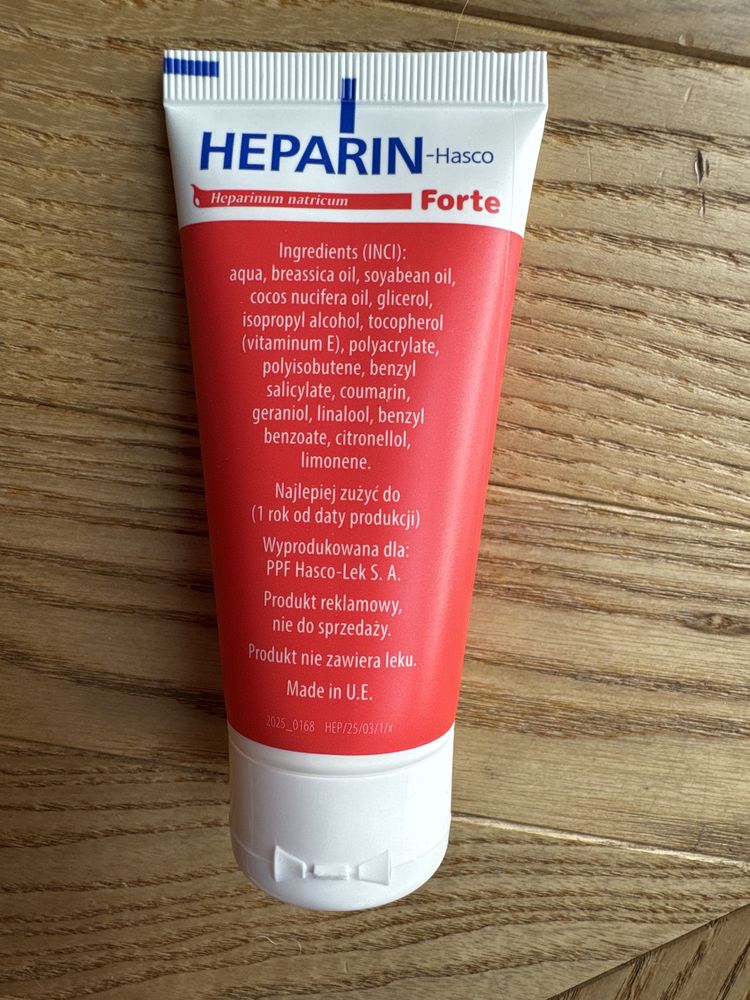 HEPARIN -Hasco
Heparinum natricum Forte
Ingredients (INCI):
aqua, breassica oil, soyabean oil,
cocos nucifera oil, glicerol,
isopropyl alcohol, tocopherol
(vitaminum E), polyacrylate,
polyisobutene, benzyl
salicylate, coumarin,
geraniol, linalool, benzyl
benzoate, citronellol,
limonene.
Najlepiej zużyć do
(1 rok od daty produkcji)
Wyprodukowana dla:
PPF Hasco-Lek S. A.
Produkt reklamowy,
nie do sprzedaży.
Produkt nie zawiera leku.
Made in U.E.
2025_0168 HEP/25/03/1/x